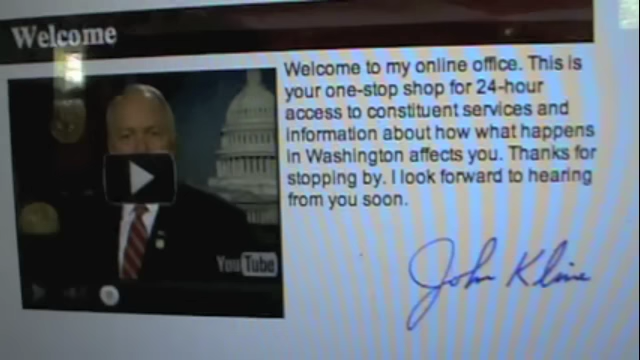 Welcome
Welcome to my online office. This is
your one-stop shop for 24-hour
access to constituent services and
information about how what happens
in Washington affects you. Thanks for
stopping by. I look forward to hearing
from you soon.
YouTube
John Kline